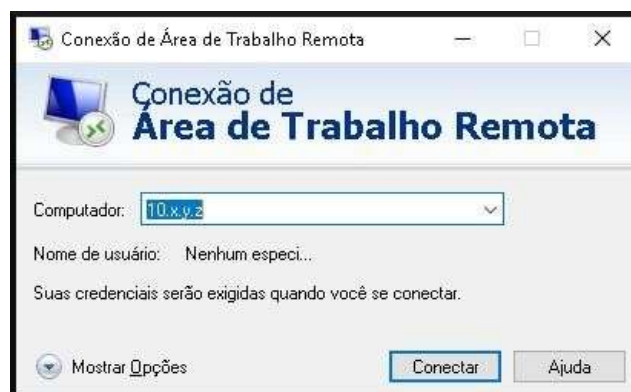 Conexão de Área de Trabalho Remota
Conexão de
Área de Trabalho Remota
Computador: 10.x.y.z
Nome de usuário: Nenhum especi...
Suas credenciais serão exigidas quando você se conectar.
Mostrar Opções Conectar Ajuda